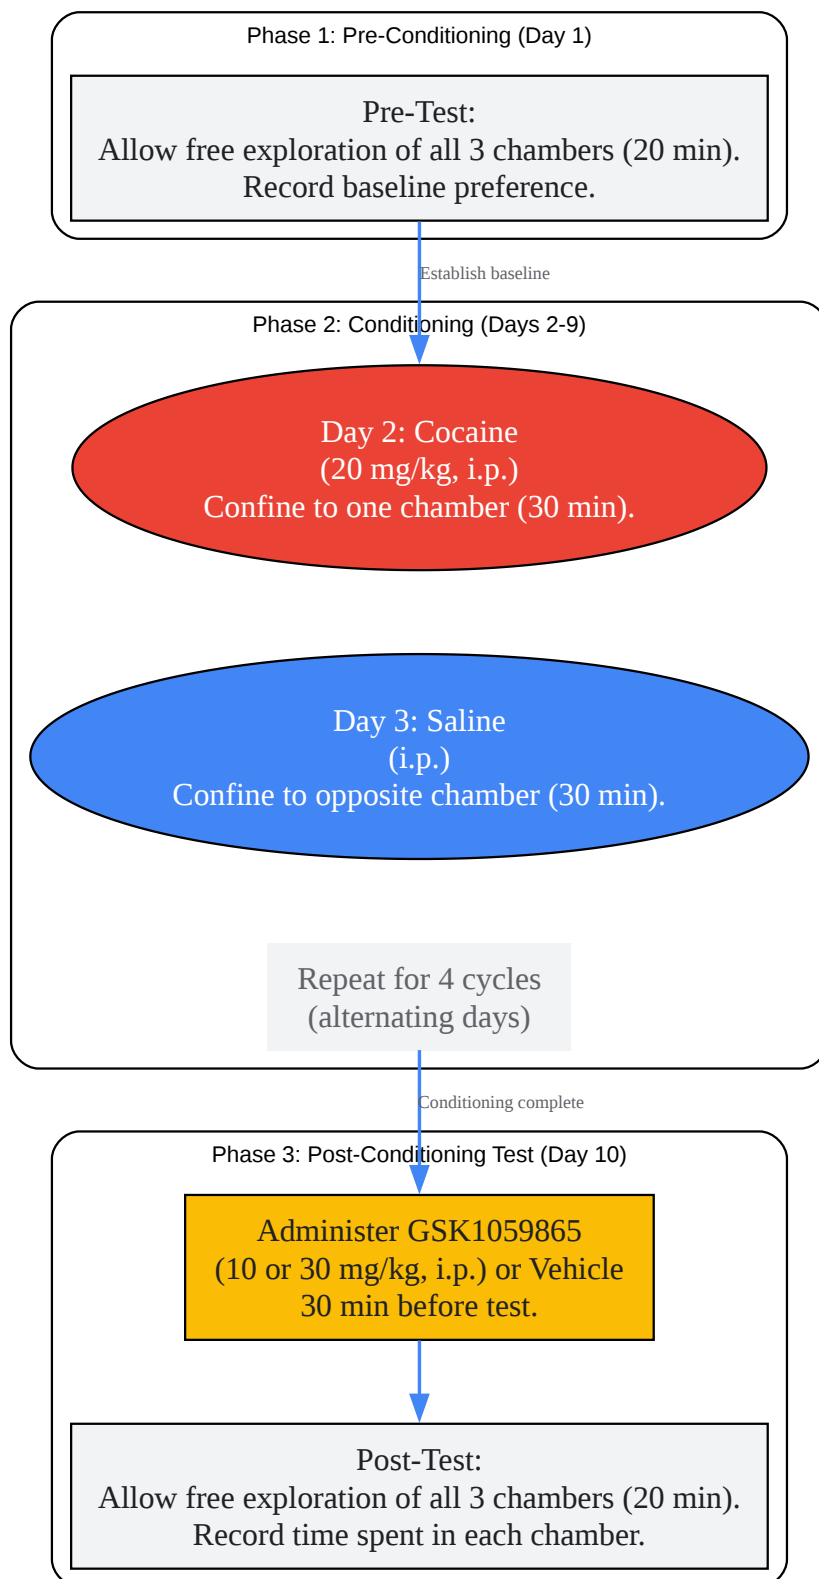 Phase 1: Pre-Conditioning (Day 1)
Pre-Test:
Allow free exploration of all 3 chambers (20 min).
Record baseline preference.
Establish baseline
Phase 2: Conditioning (Days 2-9)
Day 2: Cocaine
(20 mg/kg, i.p.)
Confine to one chamber (30 min).
Day 3: Saline
(i.p.)
Confine to opposite chamber (30 min).
Repeat for 4 cycles
(alternating days)
Conditioning complete
Phase 3: Post-Conditioning Test (Day 10)
Administer GSK1059865
(10 or 30 mg/kg, i.p.) or Vehicle
30 min before test.
Post-Test:
Allow free exploration of all 3 chambers (20 min).
Record time spent in each chamber.